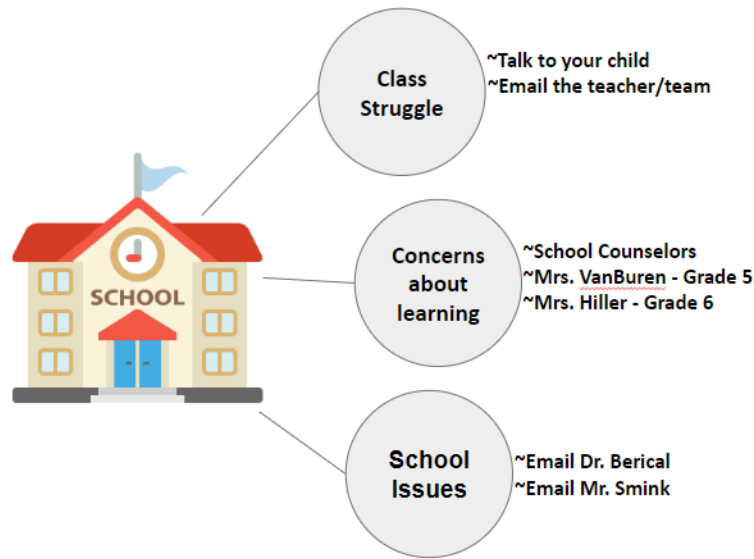 Class
Struggle
~Talk to your child
~Email the teacher/team
SCHOOL
Concerns
about
learning
~School Counselors
~Mrs. VanBuren - Grade 5
~Mrs. Hiller - Grade 6
School
Issues
~Email Dr. Berical
~Email Mr. Smink